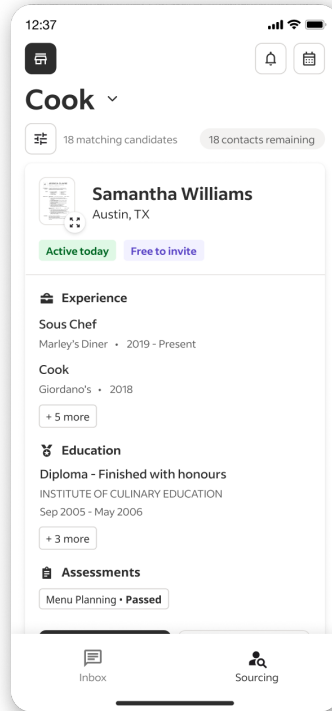 12:37
Cook
18 matching candidates
18 contacts remaining
Samantha Williams
Austin, TX
Active today
Free to invite
Experience
Sous Chef
Marley's Diner • 2019 - Present
Cook
Giordano's • 2018
+ 5 more
Education
Diploma - Finished with honours
INSTITUTE OF CULINARY EDUCATION
Sep 2005 - May 2006
+ 3 more
Assessments
Menu Planning • Passed
Inbox
Sourcing